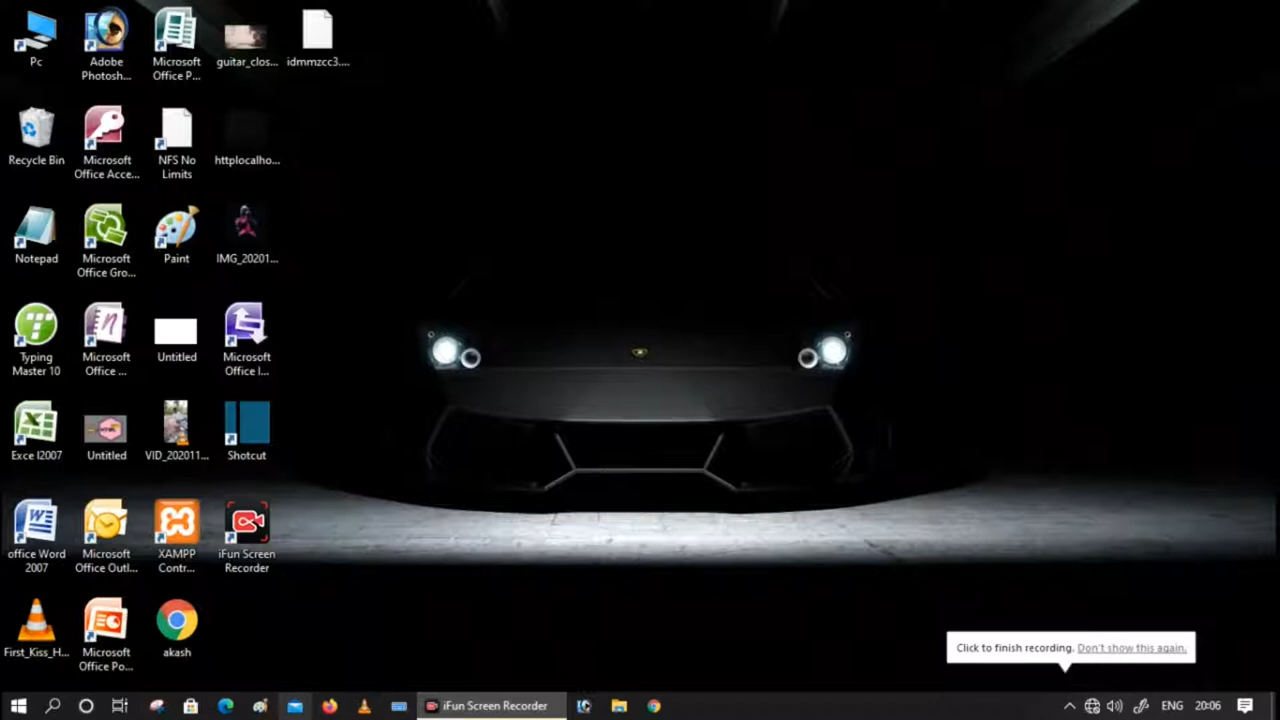 Pc
Adobe
Photosh...
Microsoft
Office P...
guitar_clos...
idmmzcc3....
Recycle Bin
Microsoft
Office Acce...
NFS No
Limits
httplocalho...
Notepad
Microsoft
Office Gro...
Paint
IMG_20201...
Typing
Master 10
Microsoft
Office ...
Untitled
Microsoft
Office I...
Exce l2007
Untitled
VID_202011...
Shotcut
office Word
2007
Microsoft
Office Outl...
XAMPP
Contr...
iFun Screen
Recorder
First_Kiss_H...
Microsoft
Office Po...
akash
Click to finish recording. Don't show this again.
iFun Screen Recorder
ENG
20:06